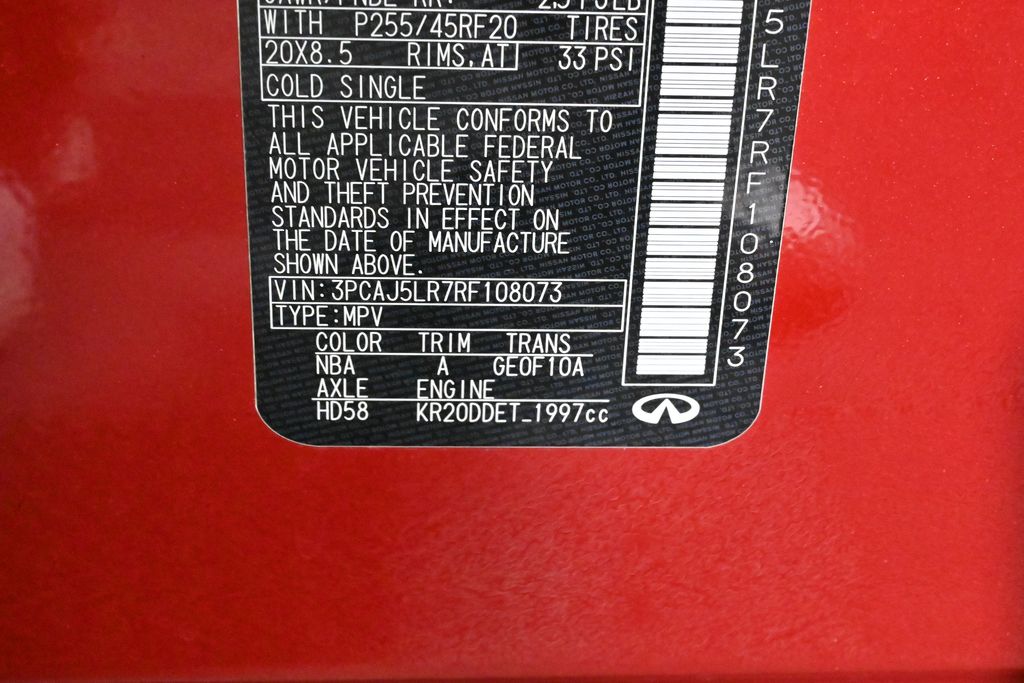 WITH P255/45RF20 TIRES
20X8.5 RIMS,AT 33 PSI
COLD SINGLE
THIS VEHICLE CONFORMS TO
ALL APPLICABLE FEDERAL
MOTOR VEHICLE SAFETY
AND THEFT PREVENTION
STANDARDS IN EFFECT ON
THE DATE OF MANUFACTURE
SHOWN ABOVE.
VIN:3PCAJ5LR7RF108073
TYPE:MPV
COLOR TRIM TRANS
NBA A GEOF10A
AXLE ENGINE
HD58 KR20DDET_1997cc
5LR7RF108073